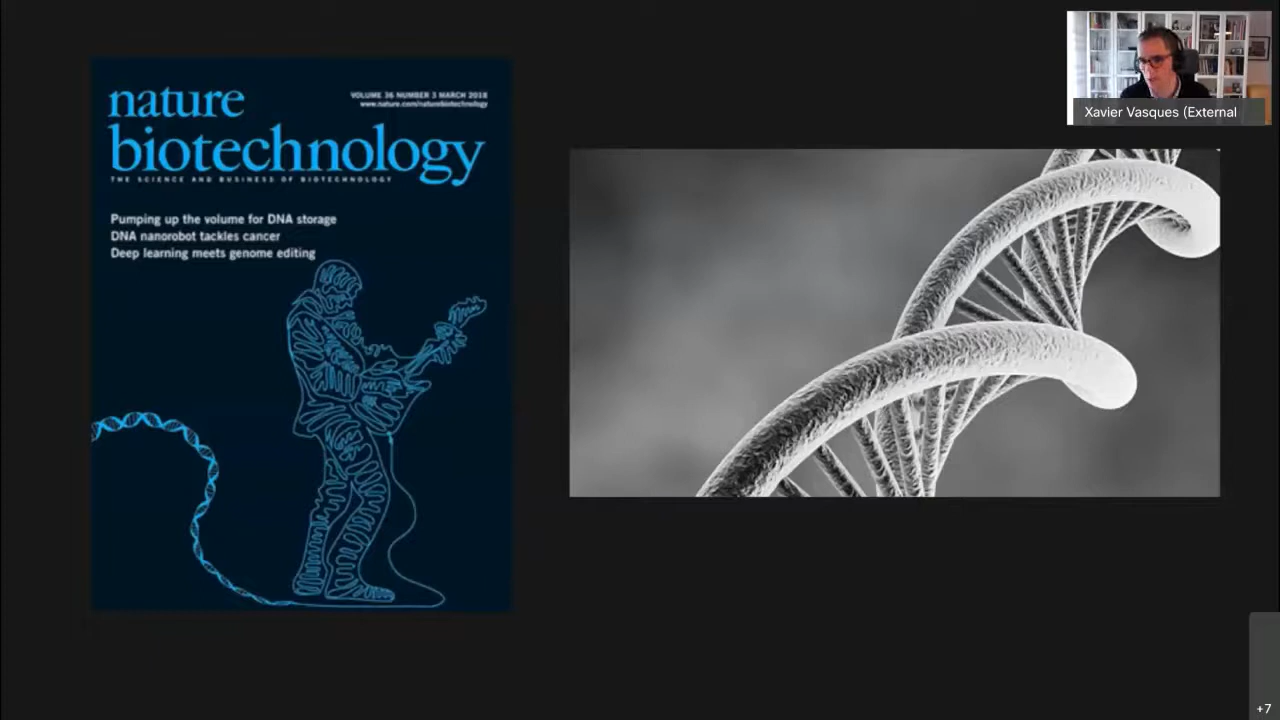 nature
biotechnology
VOLUME 36 NUMBER 3 MARCH 2018
www.nature.com/naturebiotechnology
THE SCIENCE AND BUSINESS OF BIOTECHNOLOGY
Pumping up the volume for DNA storage
DNA nanorobot tackles cancer
Deep learning meets genome editing
Xavier Vasques (External
+7